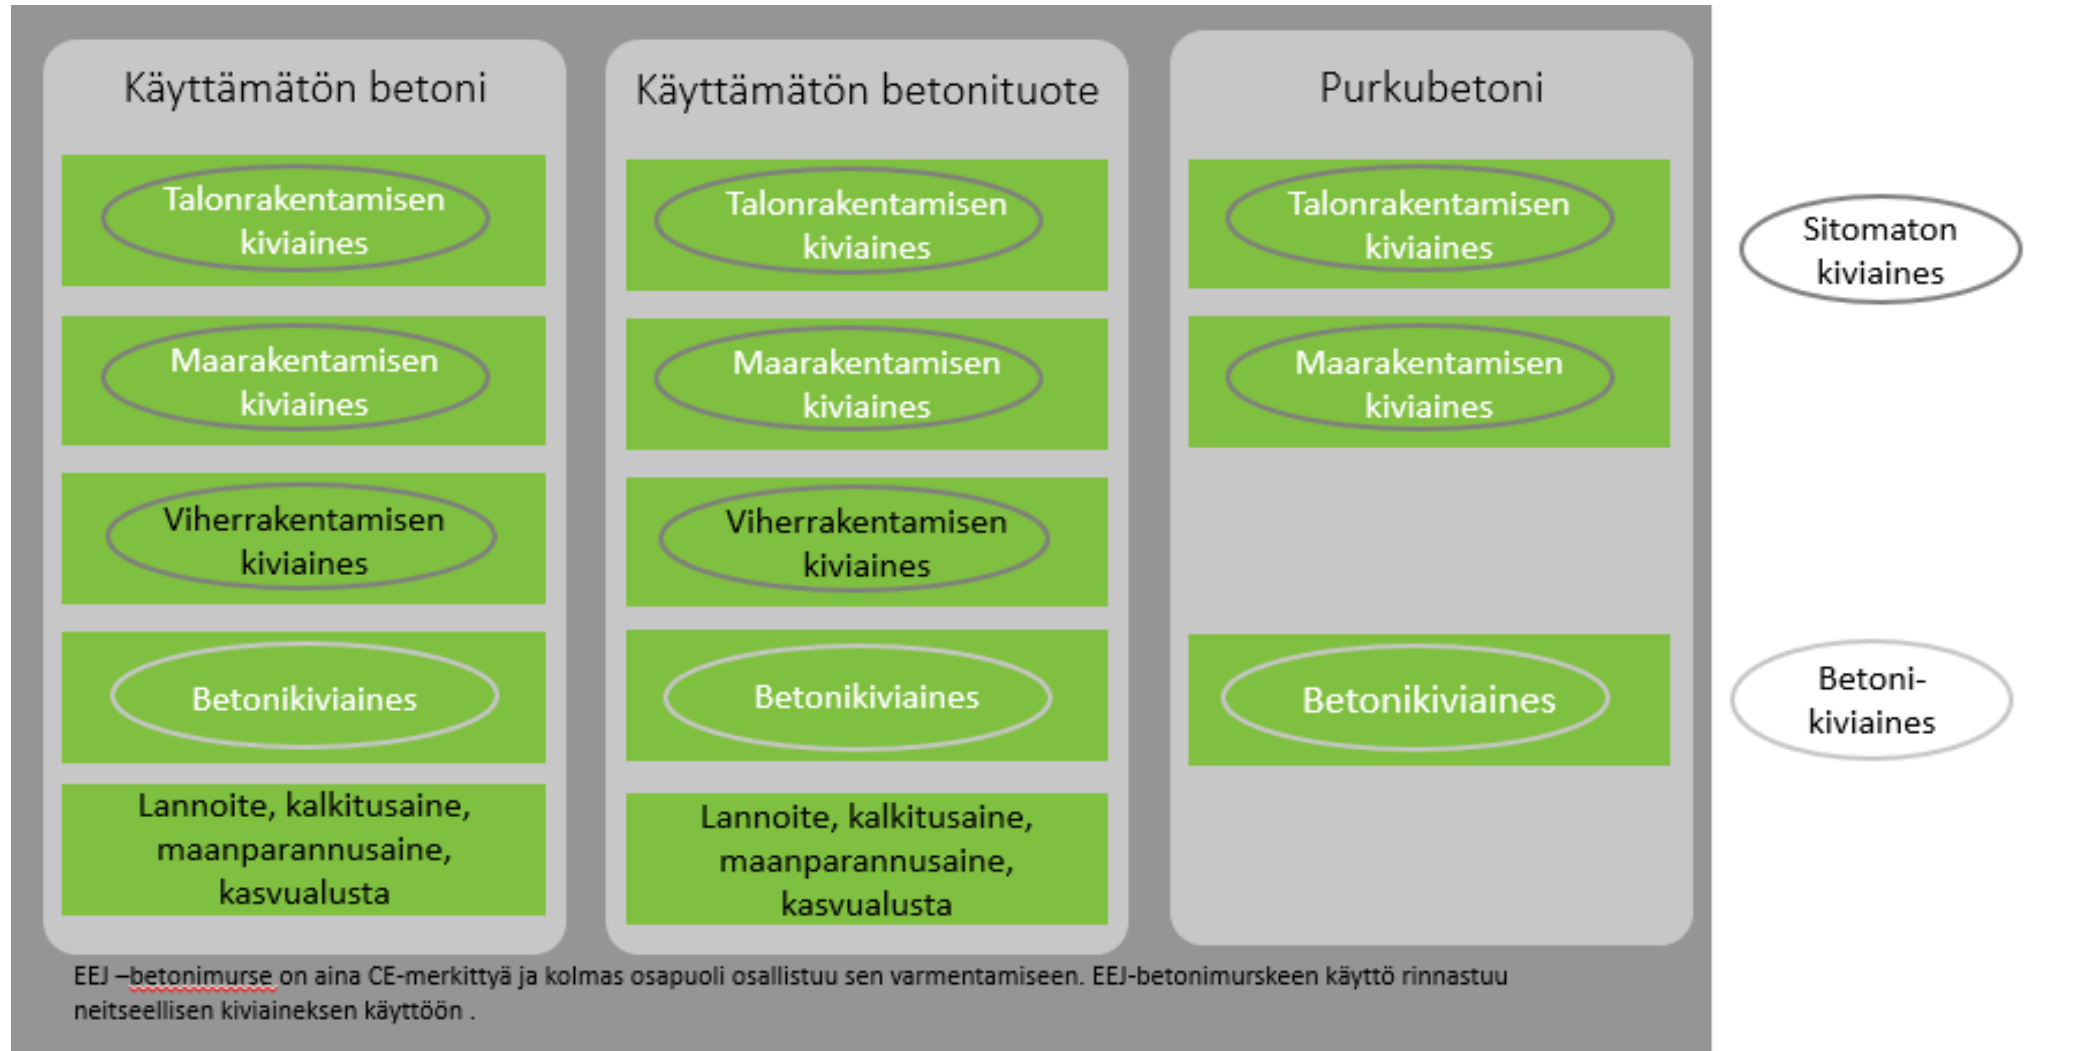 Käyttämätön betoni
Talonrakentamisen
kiviaines
Maarakentamisen
kiviaines
Viherrakentamisen
kiviaines
Betonikiviaines
Lannoite, kalkitusaine,
maanparannusaine,
kasvualusta
Käyttämätön betonituote
Talonrakentamisen
kiviaines
Maarakentamisen
kiviaines
Viherrakentamisen
kiviaines
Betonikiviaines
Lannoite, kalkitusaine,
maanparannusaine,
kasvualusta
Purkubetoni
Talonrakentamisen
kiviaines
Maarakentamisen
kiviaines
Betonikiviaines
Sitomaton
kiviaines
Betoni-
kiviaines
EEJ –betonimurse on aina CE-merkittyä ja kolmas osapuoli osallistuu sen varmentamiseen. EEJ-betonimurskeen käyttö rinnastuu
neitseellisen kiviaineksen käyttöön .